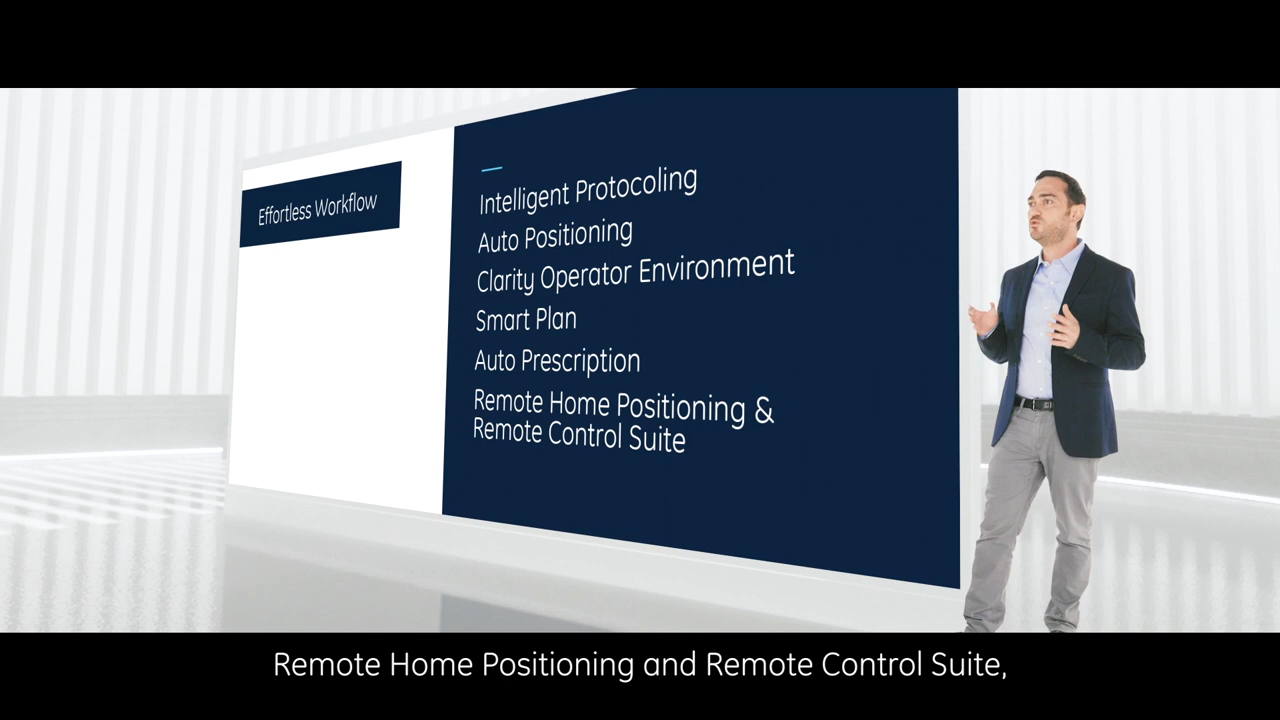 Effortless Workflow
Intelligent Protocoling
Auto Positioning
Clarity Operator Environment
Smart Plan
Auto Prescription
Remote Home Positioning &
Remote Control Suite
Remote Home Positioning and Remote Control Suite,